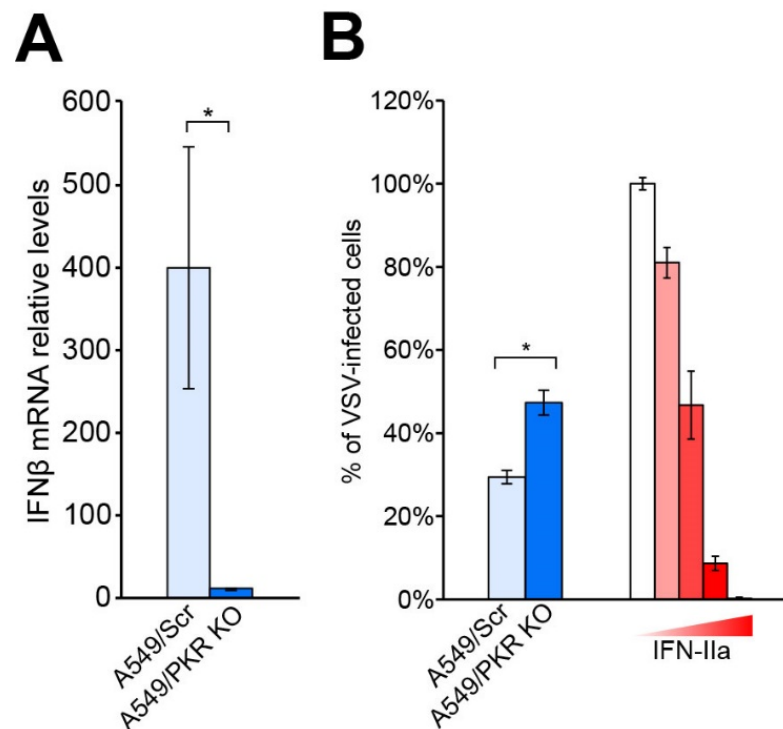 A
IFNβ mRNA relative levels
600
500
400
300
200
100
0
*
A549/Scr
A549/PKR KO
B
% of VSV-infected cells
120%
100%
80%
60%
40%
20%
0%
*
A549/Scr
A549/PKR KO
IFN-IIa